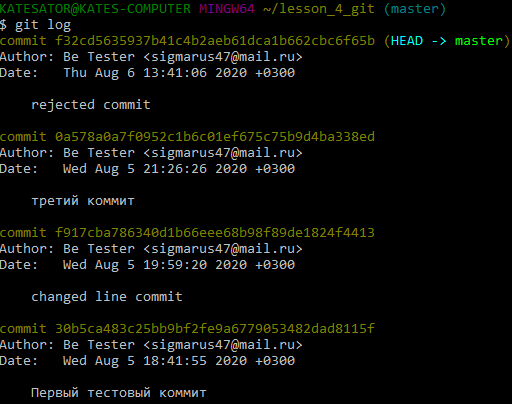 KATESATOR@KATES-COMPUTER MINGW64 ~/lesson_4_git (master)
$ git log
commit f32cd5635937b41c4b2aeb61dca1b662cbc6f65b (HEAD -> master)
Author: Be Tester <sigmarus47@mail.ru>
Date:   Thu Aug 6 13:41:06 2020 +0300
rejected commit
commit 0a578a0a7f0952c1b6c01ef675c75b9d4ba338ed
Author: Be Tester <sigmarus47@mail.ru>
Date:   Wed Aug 5 21:26:26 2020 +0300
третий коммит
commit f917cba786340d1b66eee68b98f89de1824f4413
Author: Be Tester <sigmarus47@mail.ru>
Date:   Wed Aug 5 19:59:20 2020 +0300
changed line commit
commit 30b5ca483c25bb9bf2fe9a6779053482dad8115f
Author: Be Tester <sigmarus47@mail.ru>
Date:   Wed Aug 5 18:41:55 2020 +0300
Первый тестовый коммит